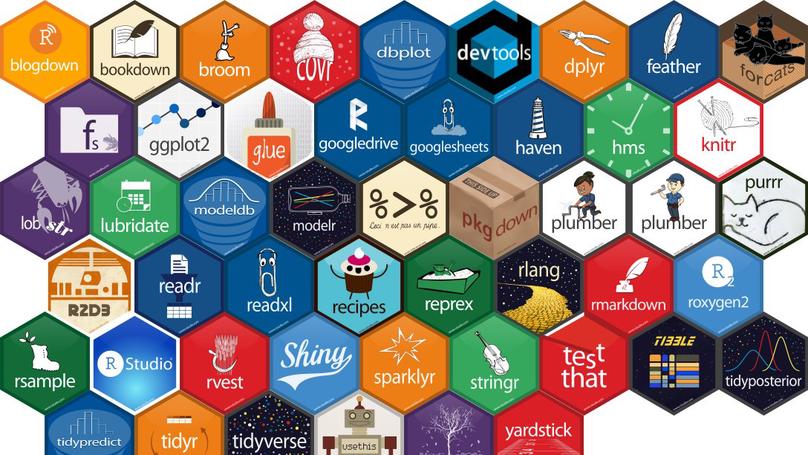 blogdown
bookdown
broom
covr
dbplot
devtools
dplyr
feather
forcats
fs
ggplot2
glue
googledrive
googlesheets
haven
hms
knitr
lobstr
lubridate
modeldb
modelr
%>%
Ceci n'est pas un pipe.
THIS SIDE UP
pkgdown
plumber
plumber
purrr
R2D3
readr
readxl
recipes
reprex
rlang
rmarkdown
R2
roxygen2
rsample
R Studio
rvest
Shiny
sparklyr
stringr
test
that
TIBBLE
tidyposterior
tidypredict
tidyr
tidyverse
usethis
yardstick